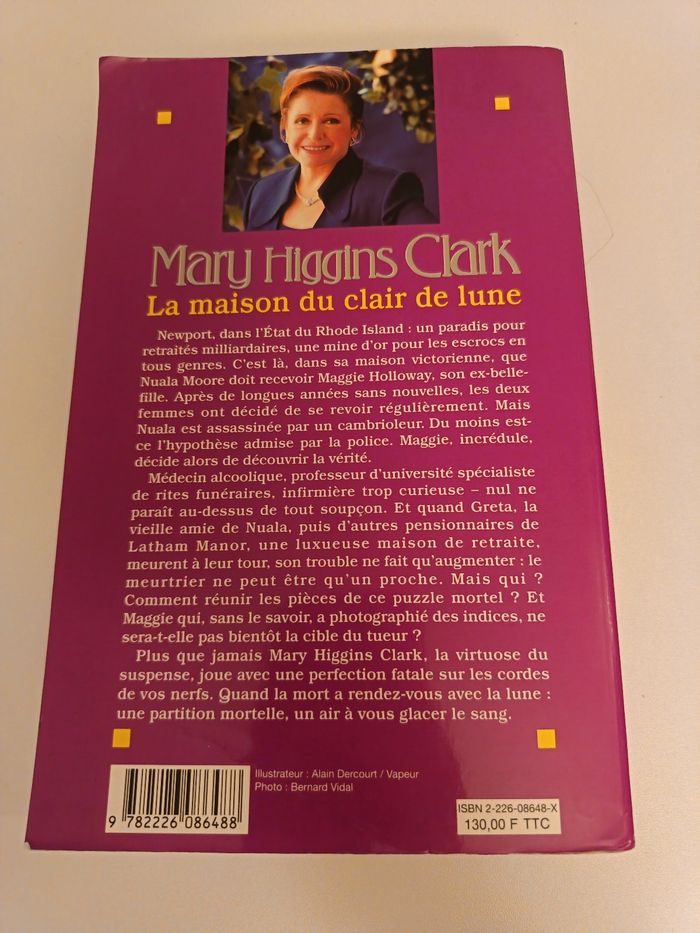 Mary Higgins Clark
La maison du clair de lune
Newport, dans l'État du Rhode Island : un paradis pour
retraités milliardaires, une mine d'or pour les escrocs en
tous genres. C'est là, dans sa maison victorienne, que
Nuala Moore doit recevoir Maggie Holloway, son ex-belle-
fille. Après de longues années sans nouvelles, les deux
femmes ont décidé de se revoir régulièrement. Mais
Nuala est assassinée par un cambrioleur. Du moins est-
ce l'hypothèse admise par la police. Maggie, incrédule,
décide alors de découvrir la vérité.
Médecin alcoolique, professeur d'université spécialiste
de rites funéraires, infirmière trop curieuse – nul ne
paraît au-dessus de tout soupçon. Et quand Greta, la
vieille amie de Nuala, puis d'autres pensionnaires de
Latham Manor, une luxueuse maison de retraite,
meurent à leur tour, son trouble ne fait qu'augmenter : le
meurtrier ne peut être qu'un proche. Mais qui ?
Comment réunir les pièces de ce puzzle mortel ? Et
Maggie qui, sans le savoir, a photographié des indices, ne
sera-t-elle pas bientôt la cible du tueur ?
Plus que jamais Mary Higgins Clark, la virtuose du
suspense, joue avec une perfection fatale sur les cordes
de vos nerfs. Quand la mort a rendez-vous avec la lune :
une partition mortelle, un air à vous glacer le sang.
Illustrateur : Alain Dercourt / Vapeur
Photo : Bernard Vidal
9 782226 086488
ISBN 2-226-08648-X
130,00 F TTC